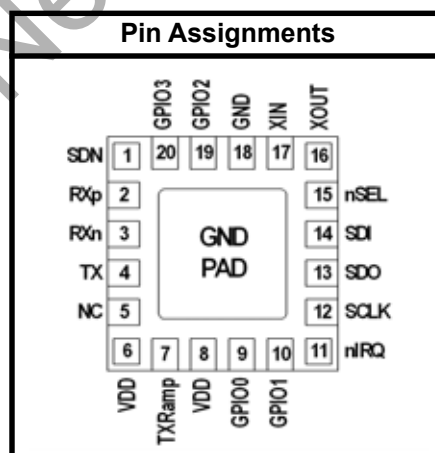 Pin Assignments
GPIO3
GPIO2
GND
XIN
XOUT
SDN 1 20 19 18 17 16
RXp 2 15 nSEL
RXn 3 GND 14 SDI
TX 4 PAD 13 SDO
NC 5 12 SCLK
6 7 8 9 10 11 nIRQ
VDD
TXRamp
VDD
GPIO0
GPIO1